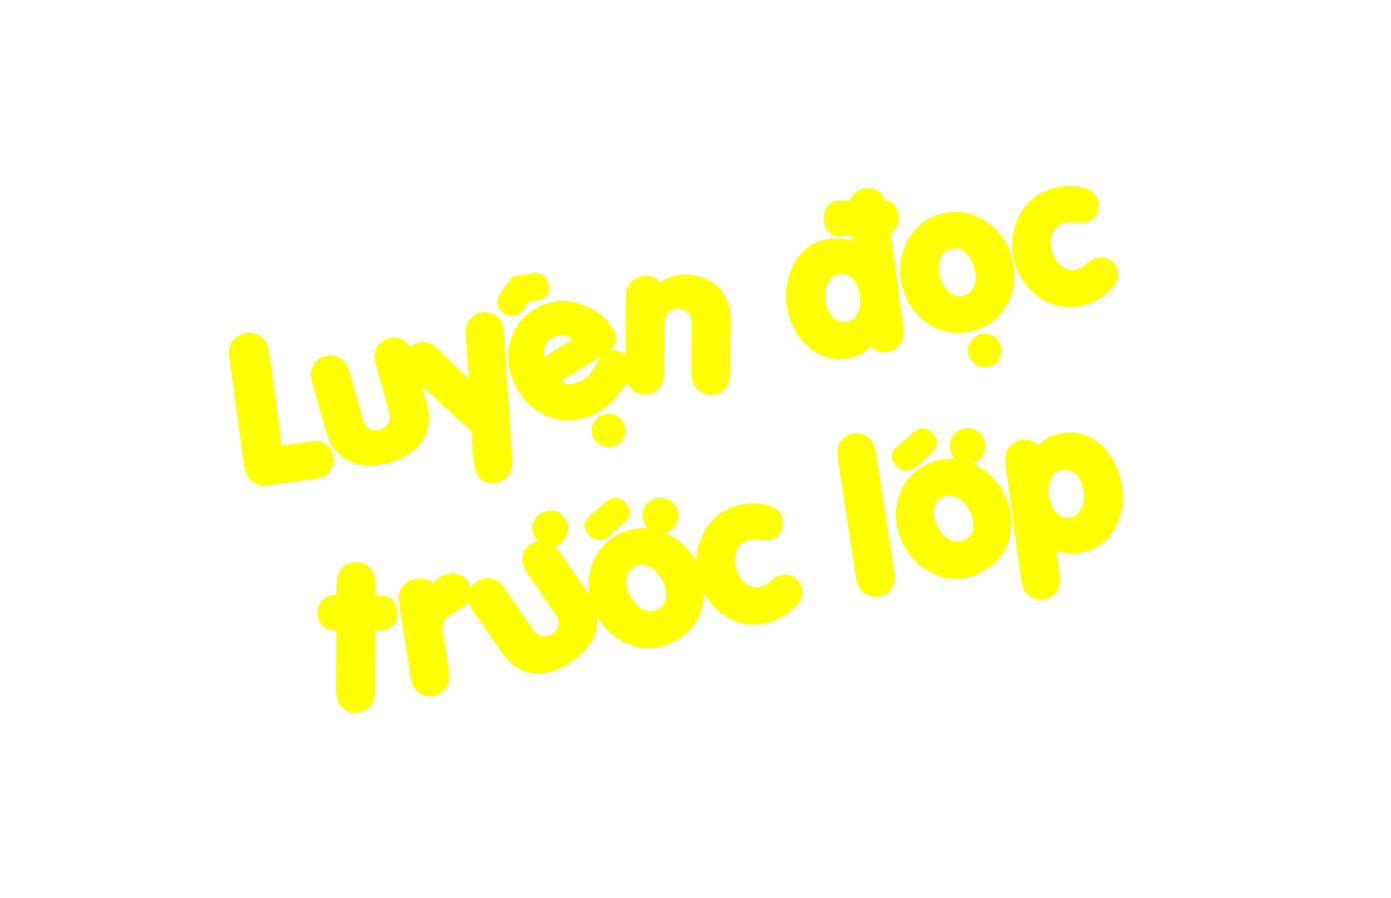 Luyện đọc
trước lớp